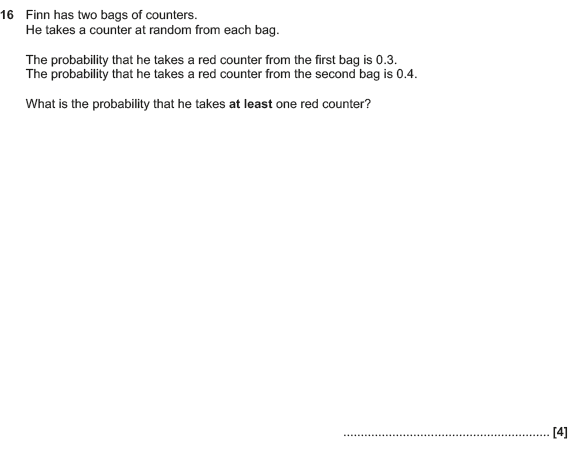 16 Finn has two bags of counters.
He takes a counter at random from each bag.
The probability that he takes a red counter from the first bag is 0.3.
The probability that he takes a red counter from the second bag is 0.4.
What is the probability that he takes at least one red counter?
........................................................... [4]